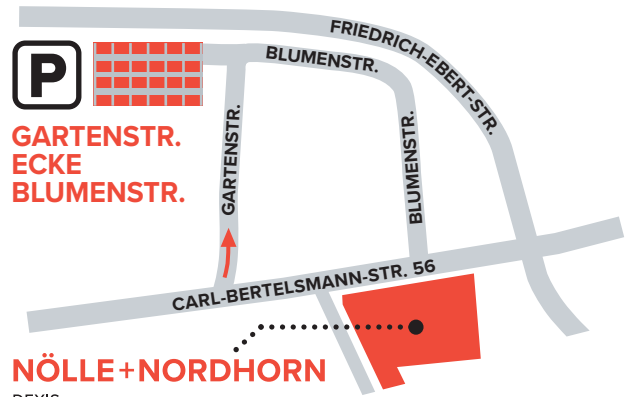 FRIEDRICH-EBERT-STR.
BLUMENSTR.
P
GARTENSTR.
ECKE
BLUMENSTR.
GARTENSTR.
BLUMENSTR.
CARL-BERTELSMANN-STR. 56
NÖLLE+NORDHORN